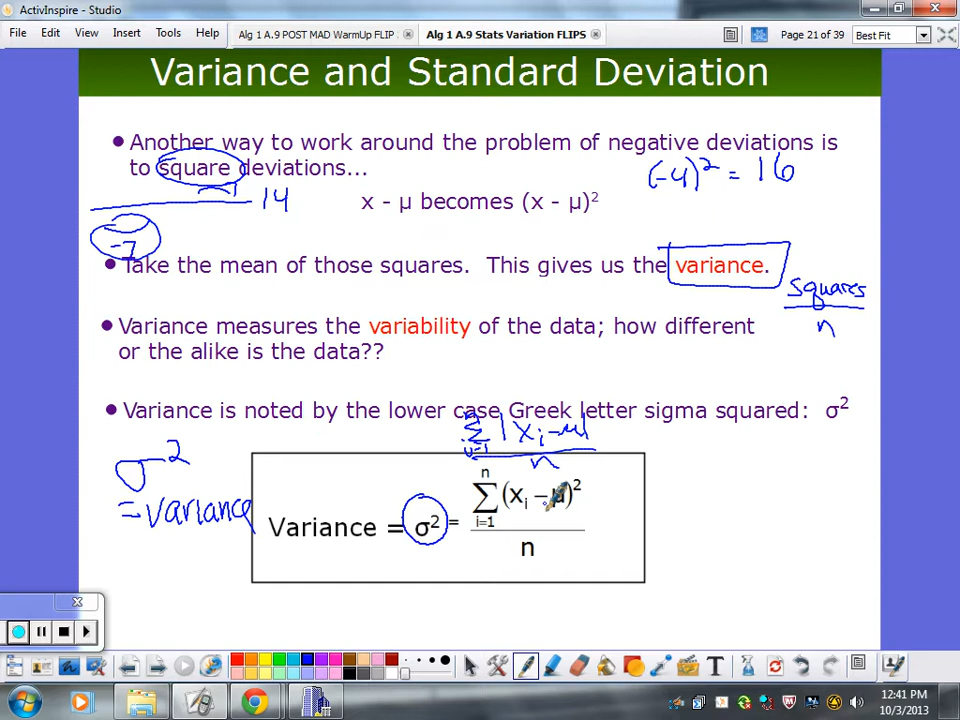 ActivInspire - Studio
File Edit View Insert Tools Help Alg 1 A.9 POST MAD WarmUp FLIP Alg 1 A.9 Stats Variation FLIPS Page 21 of 39 Best Fit
Variance and Standard Deviation
• Another way to work around the problem of negative deviations is
to square deviations...
(-4)² = 16
14
x - μ becomes (x - μ)²
-7
• Take the mean of those squares. This gives us the variance.
squares
n
• Variance measures the variability of the data; how different
or the alike is the data??
• Variance is noted by the lower case Greek letter sigma squared: σ²
n
Σ |xi-μ|
i=1
n
σ²
= variance
n
Variance = σ² = Σ (xi – μ)²
i=1
n
T
12:41 PM
10/3/2013